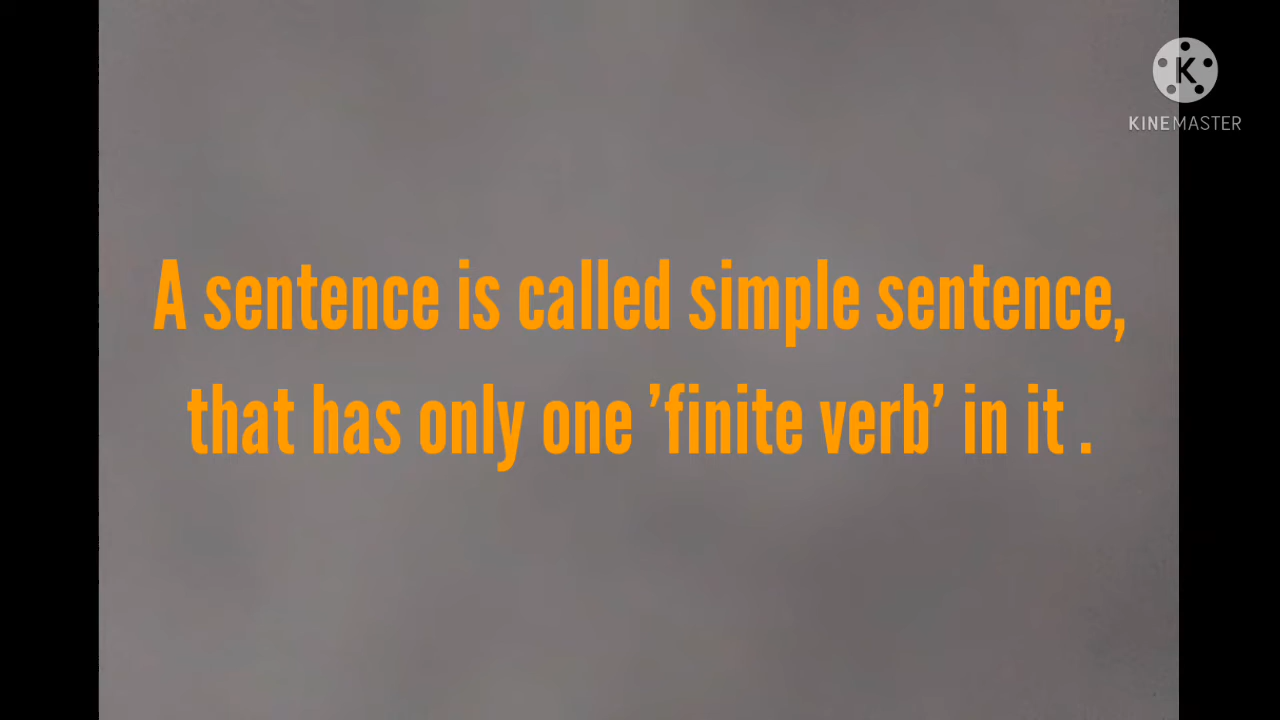 KINEMASTER
A sentence is called simple sentence,
that has only one 'finite verb' in it .